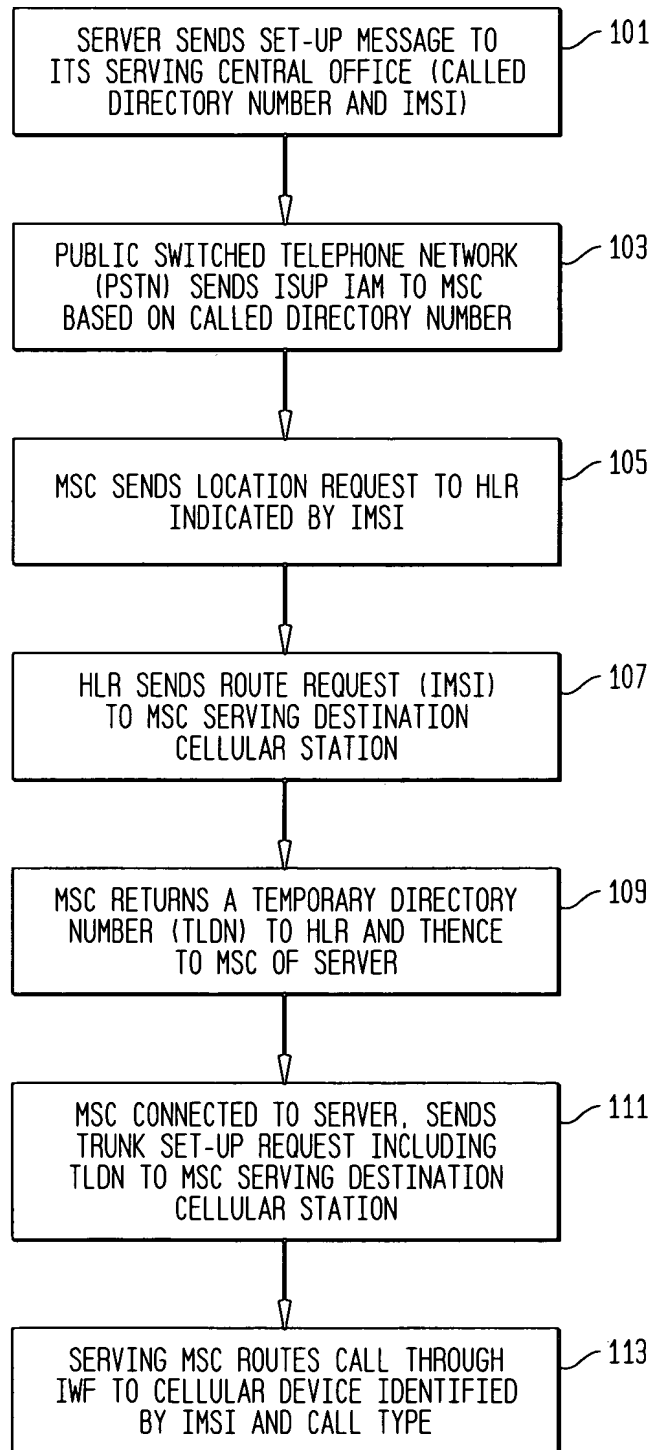 SERVER SENDS SET-UP MESSAGE TO
ITS SERVING CENTRAL OFFICE (CALLED
DIRECTORY NUMBER AND IMSI)
101
PUBLIC SWITCHED TELEPHONE NETWORK
(PSTN) SENDS ISUP IAM TO MSC
BASED ON CALLED DIRECTORY NUMBER
103
MSC SENDS LOCATION REQUEST TO HLR
INDICATED BY IMSI
105
HLR SENDS ROUTE REQUEST (IMSI)
TO MSC SERVING DESTINATION
CELLULAR STATION
107
MSC RETURNS A TEMPORARY DIRECTORY
NUMBER (TLDN) TO HLR AND THENCE
TO MSC OF SERVER
109
MSC CONNECTED TO SERVER, SENDS
TRUNK SET-UP REQUEST INCLUDING
TLDN TO MSC SERVING DESTINATION
CELLULAR STATION
111
SERVING MSC ROUTES CALL THROUGH
IWF TO CELLULAR DEVICE IDENTIFIED
BY IMSI AND CALL TYPE
113